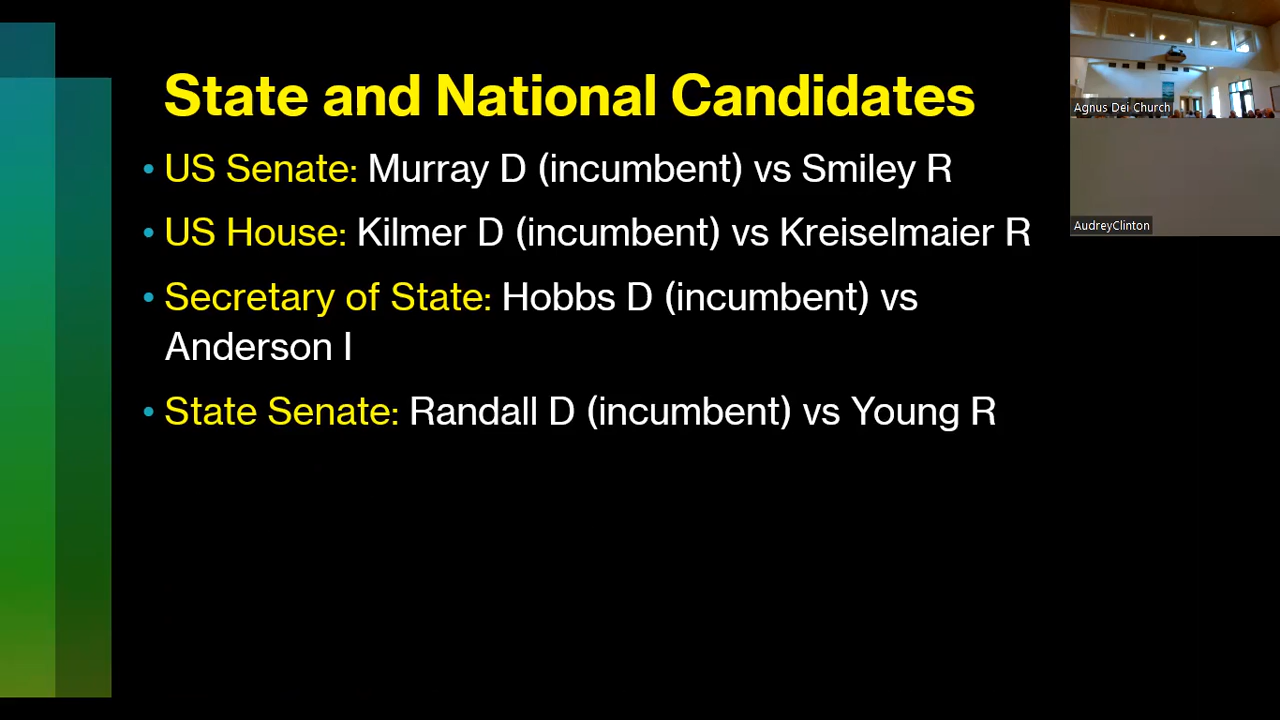 State and National Candidates
• US Senate: Murray D (incumbent) vs Smiley R
• US House: Kilmer D (incumbent) vs Kreiselmaier R
• Secretary of State: Hobbs D (incumbent) vs
Anderson I
• State Senate: Randall D (incumbent) vs Young R
Agnus Dei Church
AudreyClinton